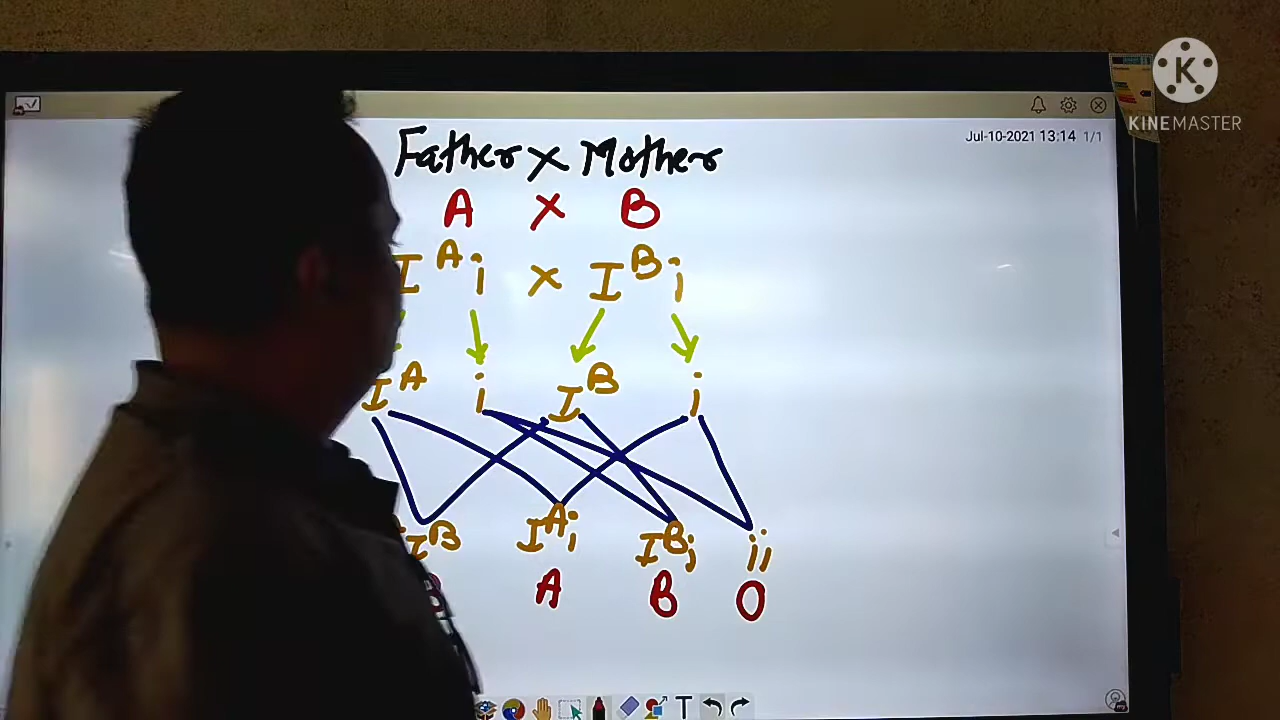 KINEMASTER
Jul-10-2021 13:14 1/1
Father x Mother
A x B
I^A i x I^B i
I^A i I^B i
I^B I^A i I^B i ii
A B O
T